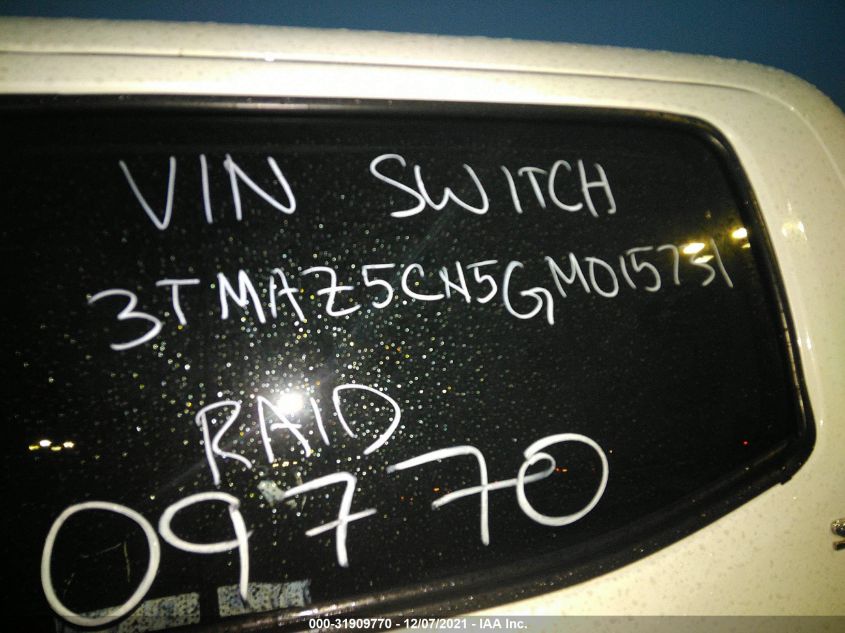 VIN SWITCH
3TMAZ5CN5GM015731
RAID
09770
000-31909770 - 12/07/2021 - IAA Inc.